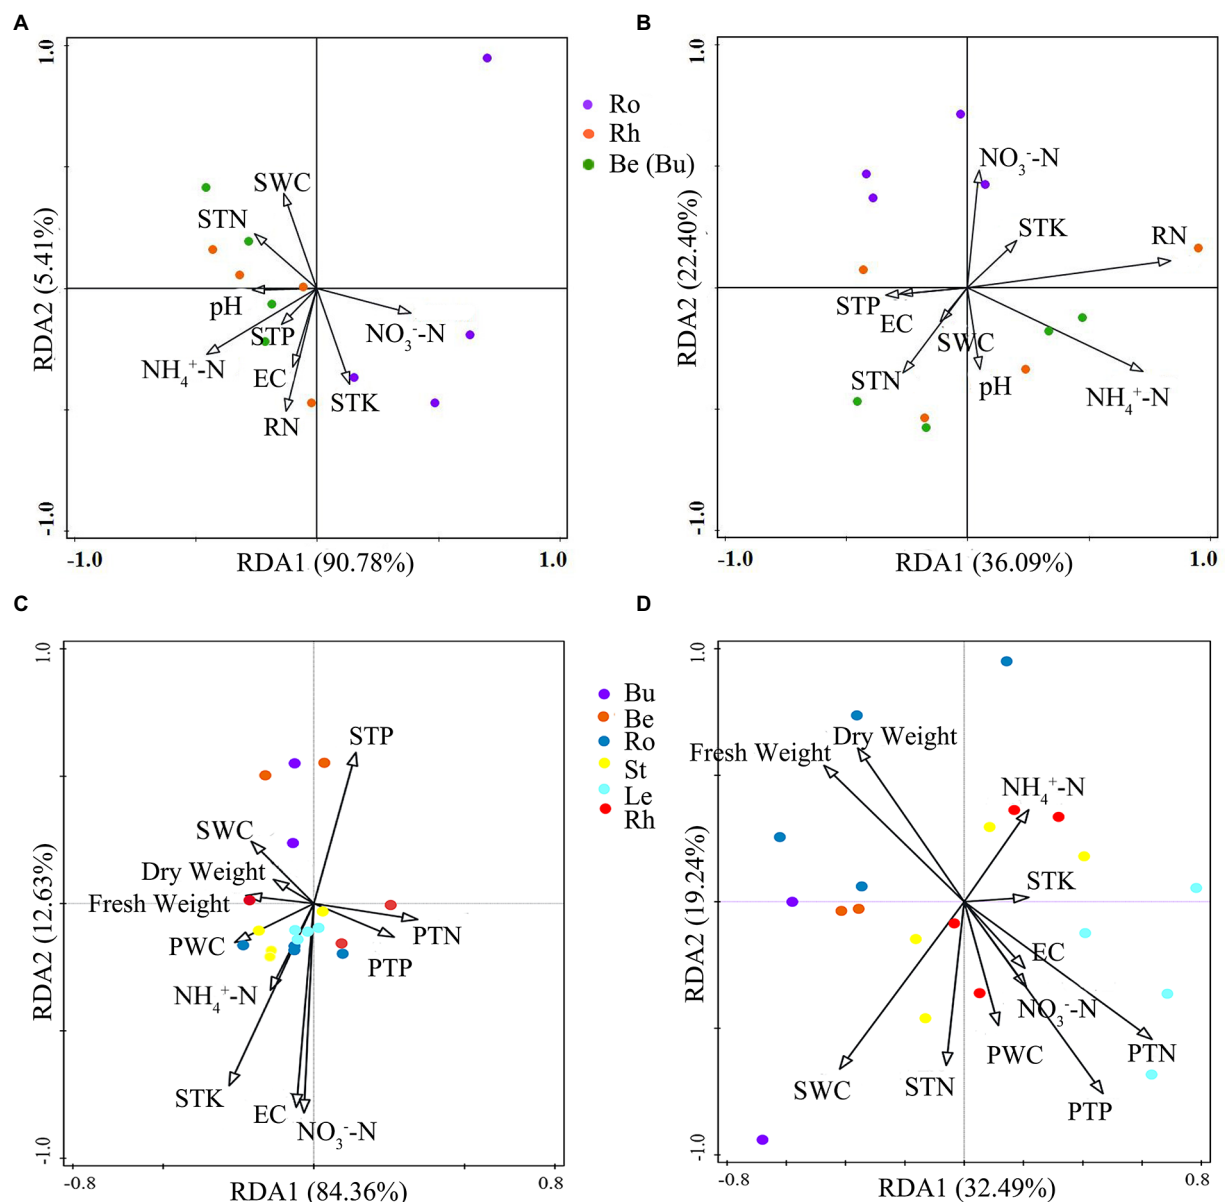 A
1.0
RDA2 (5.41%)
-1.0
-1.0
RDA1 (90.78%)
1.0
SWC
STN
pH
STP
NH4+-N
EC
RN
STK
NO3--N
Ro
Rh
Be (Bu)
B
1.0
RDA2 (22.40%)
-1.0
-1.0
RDA1 (36.09%)
1.0
NO3--N
STK
RN
STP
EC
SWC
STN
pH
NH4+-N
C
1.0
RDA2 (12.63%)
-1.0
-0.8
RDA1 (84.36%)
0.8
STP
SWC
Dry Weight
Fresh Weight
PWC
PTN
PTP
NH4+-N
STK
EC
NO3--N
Bu
Be
Ro
St
Le
Rh
D
1.0
RDA2 (19.24%)
-1.0
-0.8
RDA1 (32.49%)
0.8
Dry Weight
Fresh Weight
NH4+-N
STK
EC
NO3--N
PWC
PTN
SWC
STN
PTP